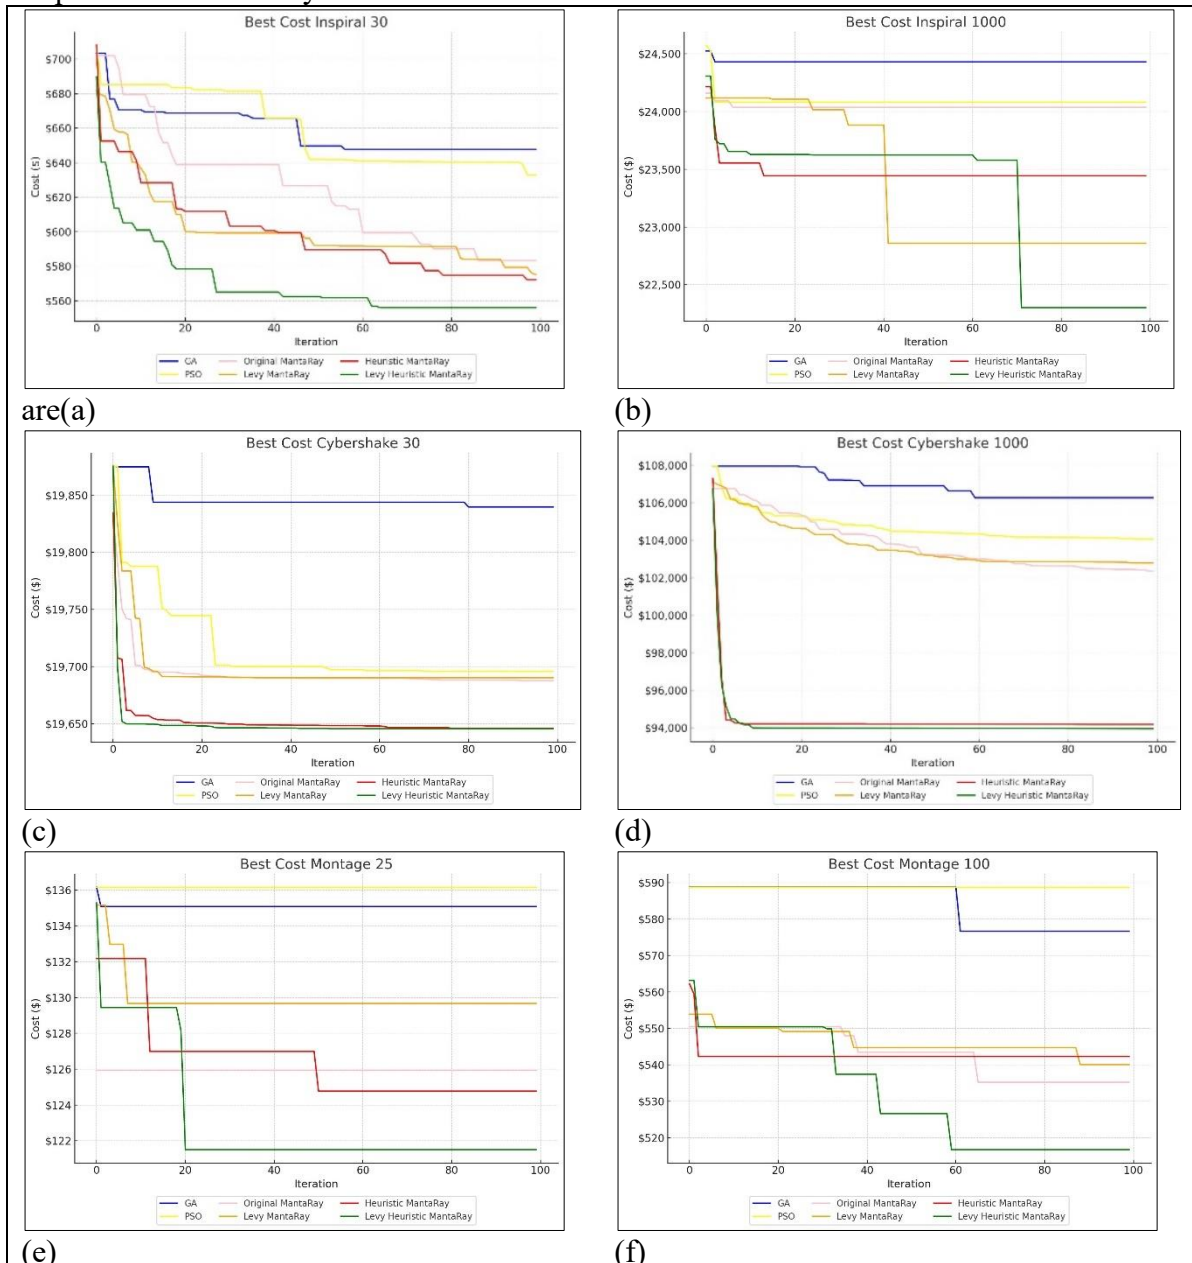 Best Cost Inspiral 30
$700
$680
$660
$640
$620
$600
$580
$560
Cost (s)
0 20 40 60 80 100
Iteration
GA Original MantaRay Heuristic MantaRay
PSO Levy MantaRay Levy Heuristic MantaRay
are(a)
Best Cost Inspiral 1000
$24,500
$24,000
$23,500
$23,000
$22,500
Cost ($)
0 20 40 60 80 100
Iteration
GA Original MantaRay Heuristic MantaRay
PSO Levy MantaRay Levy Heuristic MantaRay
(b)
Best Cost Cybershake 30
$19,850
$19,800
$19,750
$19,700
$19,650
Cost ($)
0 20 40 60 80 100
Iteration
GA Original MantaRay Heuristic MantaRay
PSO Levy MantaRay Levy Heuristic MantaRay
(c)
Best Cost Cybershake 1000
$108,000
$106,000
$104,000
$102,000
$100,000
$98,000
$96,000
$94,000
Cost ($)
0 20 40 60 80 100
Iteration
GA Original MantaRay Heuristic MantaRay
PSO Levy MantaRay Levy Heuristic MantaRay
(d)
Best Cost Montage 25
$136
$134
$132
$130
$128
$126
$124
$122
Cost ($)
0 20 40 60 80 100
Iteration
GA Original MantaRay Heuristic MantaRay
PSO Levy MantaRay Levy Heuristic MantaRay
(e)
Best Cost Montage 100
$590
$580
$570
$560
$550
$540
$530
$520
Cost ($)
0 20 40 60 80 100
Iteration
GA Original MantaRay Heuristic MantaRay
PSO Levy MantaRay Levy Heuristic MantaRay
(f)